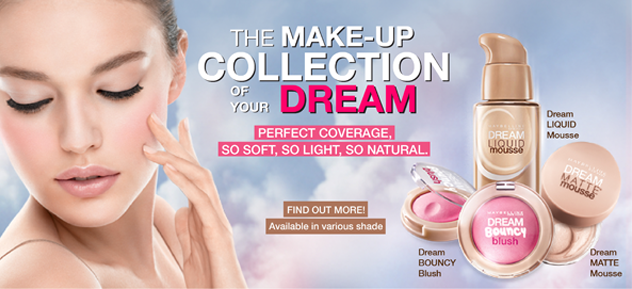 THE MAKE-UP
COLLECTION
OF
YOUR
DREAM
PERFECT COVERAGE,
SO SOFT, SO LIGHT, SO NATURAL.
FIND OUT MORE!
Available in various shade
Dream
LIQUID
Mousse
MAYBELLINE
DREAM
LIQUID
mousse
MAYBELLINE
DREAM
MATTE
mousse
blush
MAYBELLINE
DREAM
Bouncy
blush
Dream
BOUNCY
Blush
Dream
MATTE
Mousse